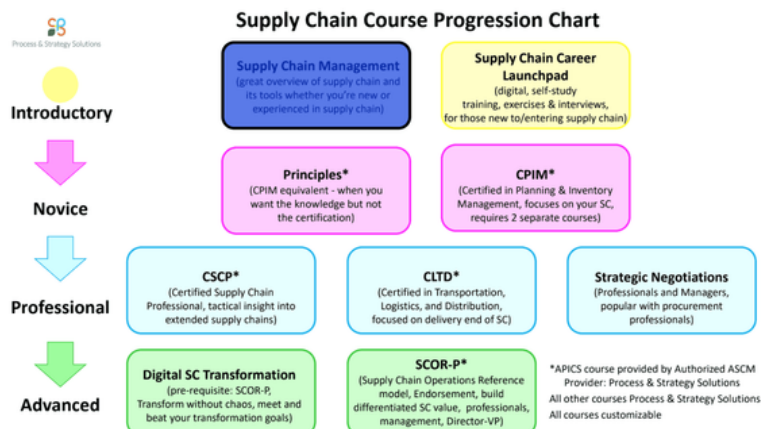 Supply Chain Course Progression Chart
Process & Strategy Solutions
Introductory
Supply Chain Management
(great overview of supply chain and
its tools whether you're new or
experienced in supply chain)
Supply Chain Career
Launchpad
(digital, self-study
training, exercises & interviews,
for those new to/entering supply chain)
Novice
Principles*
(CPIM equivalent - when you
want the knowledge but not
the certification)
CPIM*
(Certified in Planning & Inventory
Management, focuses on your SC,
requires 2 separate courses)
Professional
CSCP*
(Certified Supply Chain
Professional, tactical insight into
extended supply chains)
CLTD*
(Certified in Transportation,
Logistics, and Distribution,
focused on delivery end of SC)
Strategic Negotiations
(Professionals and Managers,
popular with procurement
professionals)
Advanced
Digital SC Transformation
(pre-requisite: SCOR-P,
Transform without chaos, meet and
beat your transformation goals)
SCOR-P*
(Supply Chain Operations Reference
model, Endorsement, build
differentiated SC value, professionals,
management, Director-VP)
*APICS course provided by Authorized ASCM
Provider: Process & Strategy Solutions
All other courses Process & Strategy Solutions
All courses customizable